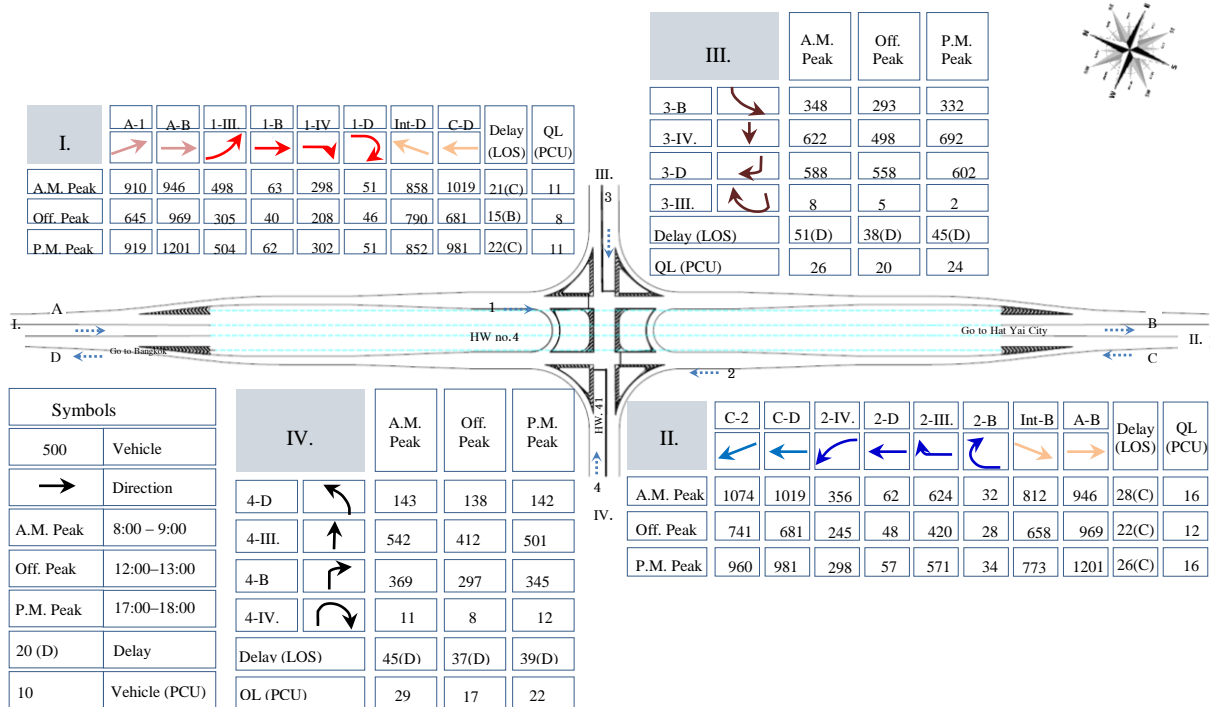 I.
A-1 A-B 1-III. 1-B 1-IV 1-D Int-D C-D Delay (LOS) QL (PCU)
A.M. Peak 910 946 498 63 298 51 858 1019 21(C) 11
Off. Peak 645 969 305 40 208 46 790 681 15(B) 8
P.M. Peak 919 1201 504 62 302 51 852 981 22(C) 11
III.
A.M. Peak Off. Peak P.M. Peak
3-B 348 293 332
3-IV. 622 498 692
3-D 588 558 602
3-III. 8 5 2
Delay (LOS) 51(D) 38(D) 45(D)
QL (PCU) 26 20 24
III.
3
A
1
I.
HW no.4
Go to Hat Yai City
B
II.
D
Go to Bangkok
C
2
HW. 41
4
IV.
Symbols
500 Vehicle
Direction
A.M. Peak 8:00 – 9:00
Off. Peak 12:00–13:00
P.M. Peak 17:00–18:00
20 (D) Delay
10 Vehicle (PCU)
IV.
A.M. Peak Off. Peak P.M. Peak
4-D 143 138 142
4-III. 542 412 501
4-B 369 297 345
4-IV. 11 8 12
Delay (LOS) 45(D) 37(D) 39(D)
QL (PCU) 29 17 22
II.
C-2 C-D 2-IV. 2-D 2-III. 2-B Int-B A-B Delay (LOS) QL (PCU)
A.M. Peak 1074 1019 356 62 624 32 812 946 28(C) 16
Off. Peak 741 681 245 48 420 28 658 969 22(C) 12
P.M. Peak 960 981 298 57 571 34 773 1201 26(C) 16